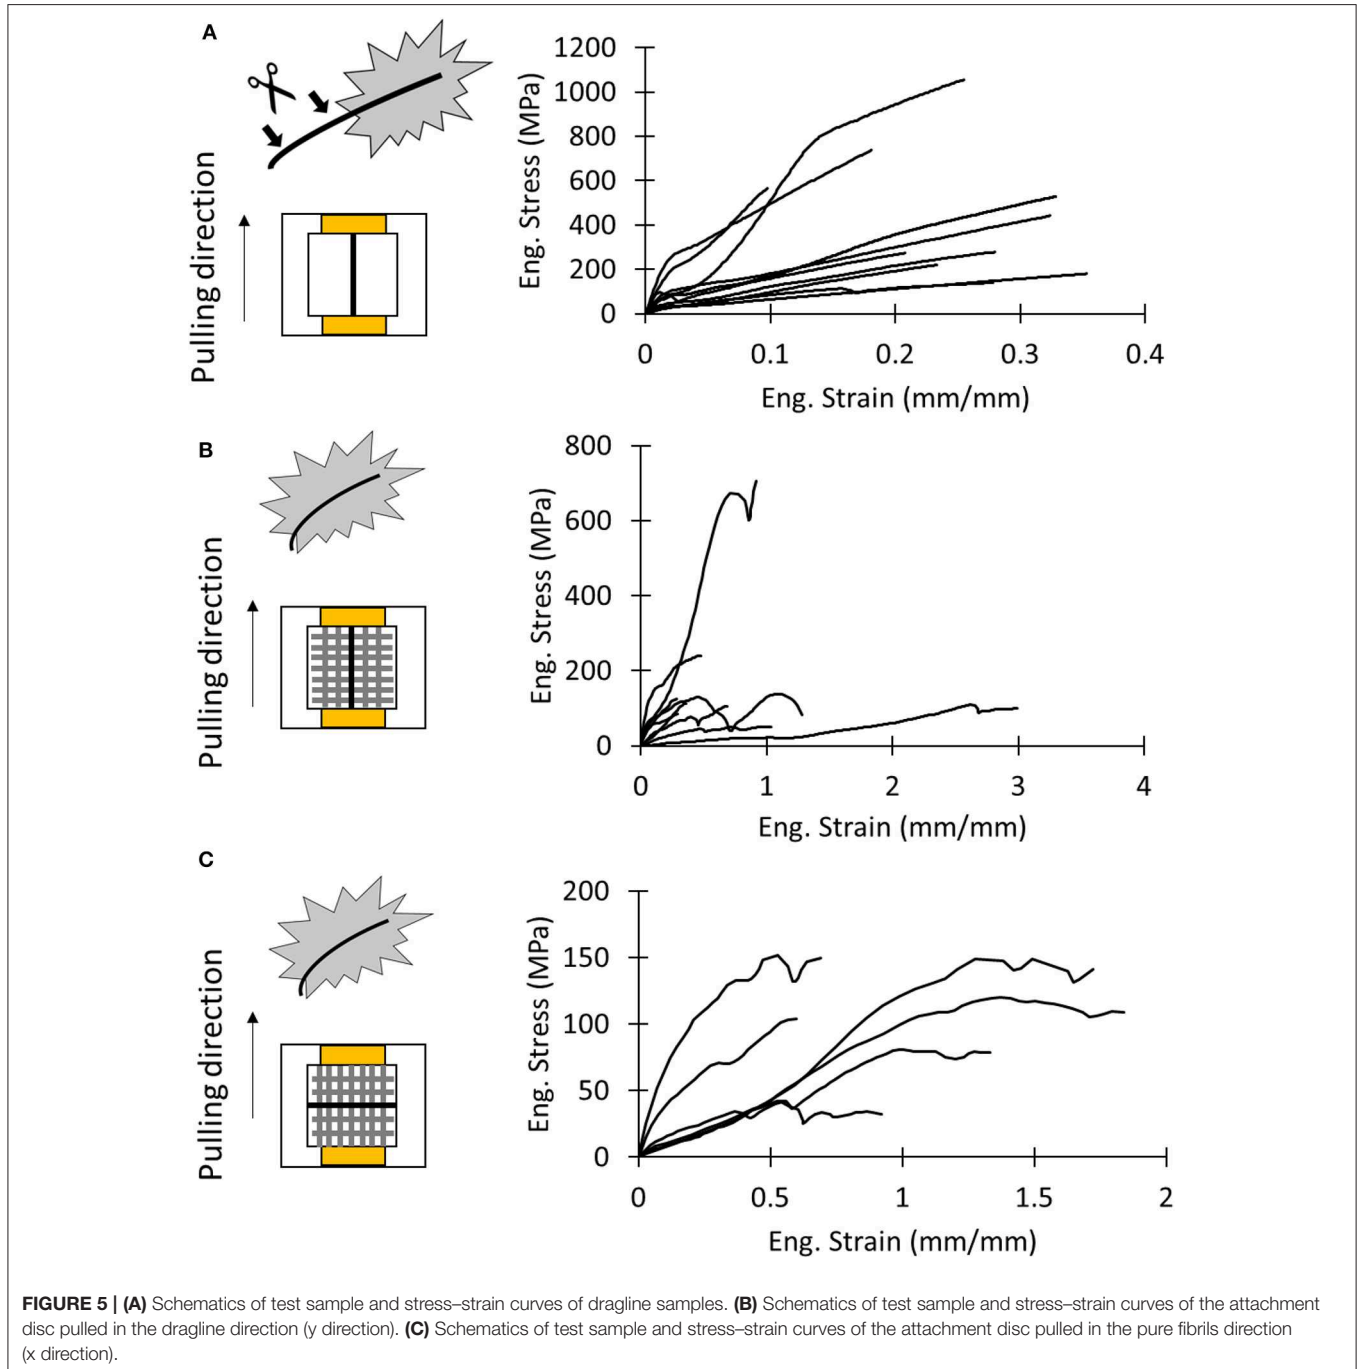 A
Pulling direction
Eng. Stress (MPa)
1200
1000
800
600
400
200
0
0 0.1 0.2 0.3 0.4
Eng. Strain (mm/mm)
B
Pulling direction
Eng. Stress (MPa)
800
600
400
200
0
0 1 2 3 4
Eng. Strain (mm/mm)
C
Pulling direction
Eng. Stress (MPa)
200
150
100
50
0
0 0.5 1 1.5 2
Eng. Strain (mm/mm)
FIGURE 5 | (A) Schematics of test sample and stress–strain curves of dragline samples. (B) Schematics of test sample and stress–strain curves of the attachment
disc pulled in the dragline direction (y direction). (C) Schematics of test sample and stress–strain curves of the attachment disc pulled in the pure fibrils direction
(x direction).